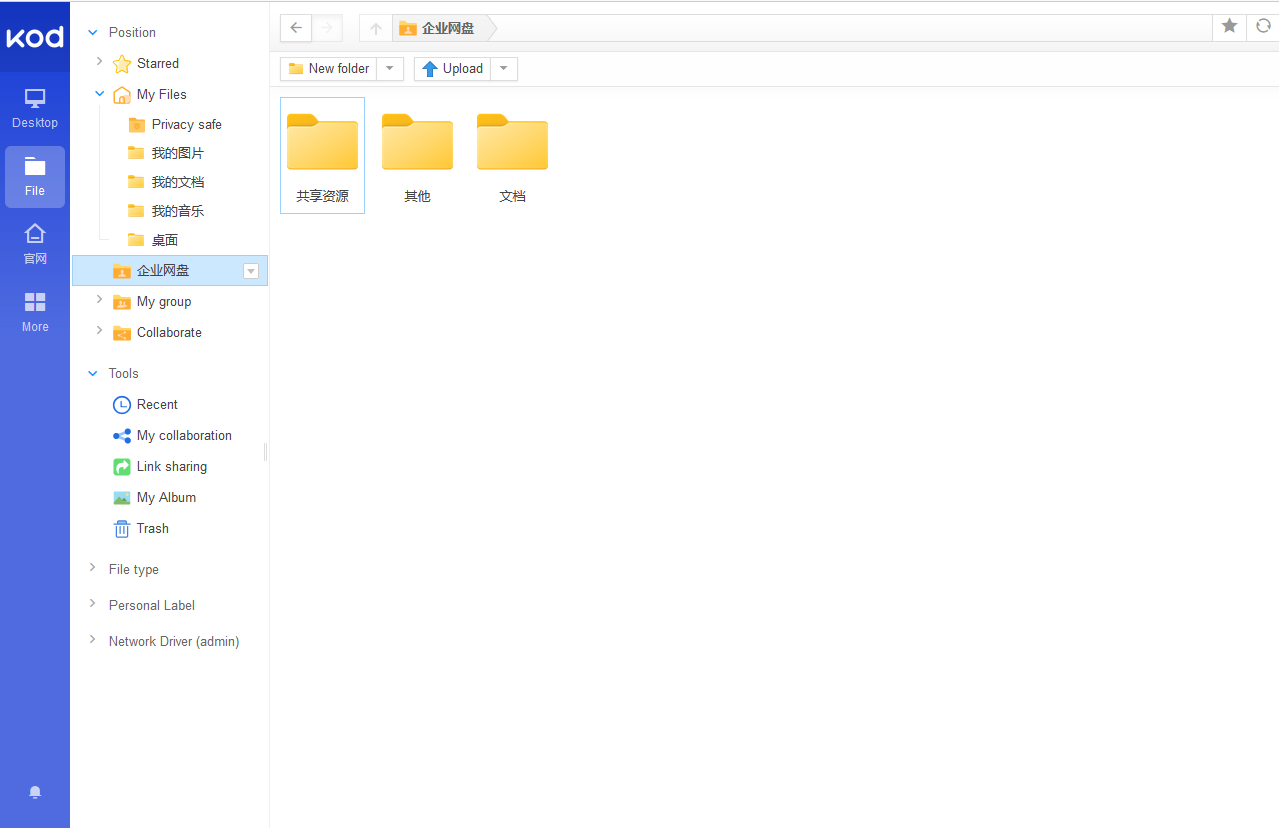 kod
Desktop
File
官网
More
Position
Starred
My Files
Privacy safe
我的图片
我的文档
我的音乐
桌面
企业网盘
My group
Collaborate
Tools
Recent
My collaboration
Link sharing
My Album
Trash
File type
Personal Label
Network Driver (admin)
企业网盘
New folder
Upload
共享资源
其他
文档